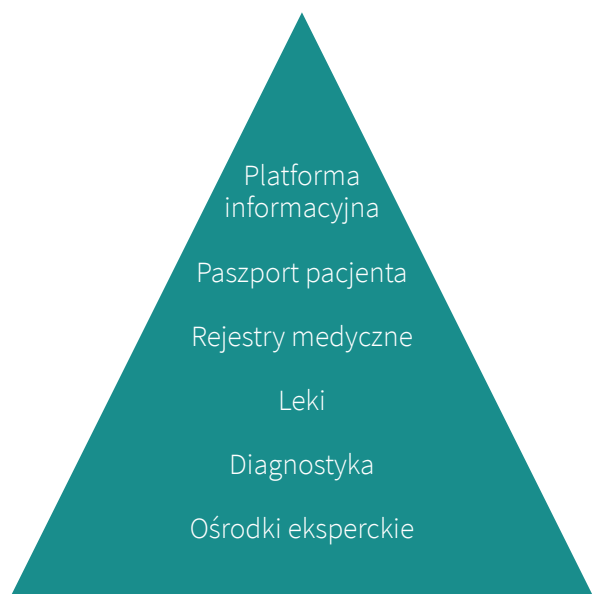 Platforma
informacyjna
Paszport pacjenta
Rejestry medyczne
Leki
Diagnostyka
Ośrodki eksperckie